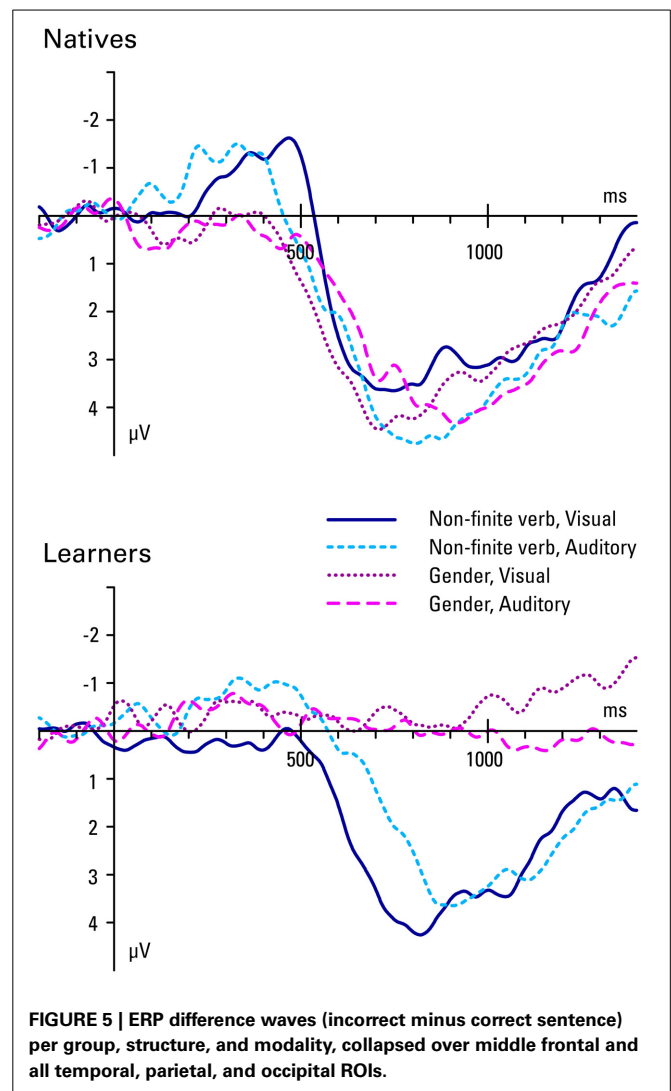 Natives
-2
-1
ms
500
1000
1
2
3
4
µV
Non-finite verb, Visual
Non-finite verb, Auditory
Gender, Visual
Gender, Auditory
Learners
-2
-1
ms
500
1000
1
2
3
4
µV
FIGURE 5 | ERP difference waves (incorrect minus correct sentence)
per group, structure, and modality, collapsed over middle frontal and
all temporal, parietal, and occipital ROIs.